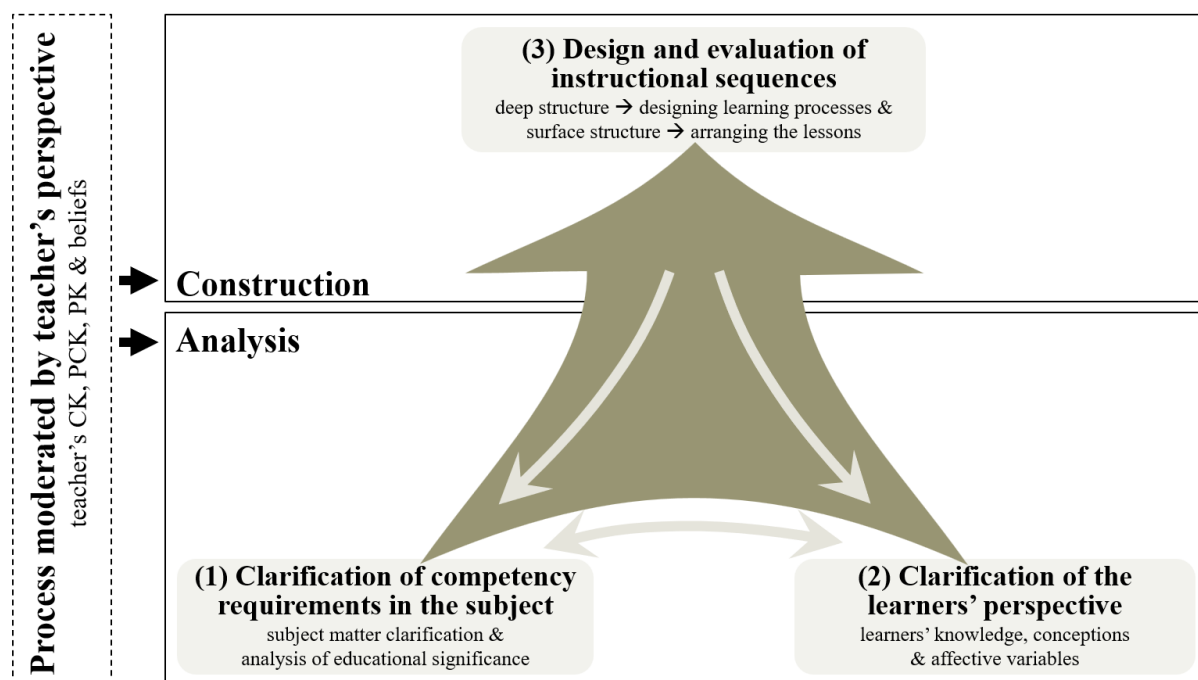 Process moderated by teacher’s perspective
teacher’s CK, PCK, PK & beliefs
(3) Design and evaluation of
instructional sequences
deep structure → designing learning processes &
surface structure → arranging the lessons
Construction
Analysis
(1) Clarification of competency
requirements in the subject
subject matter clarification &
analysis of educational significance
(2) Clarification of the
learners’ perspective
learners’ knowledge, conceptions
& affective variables